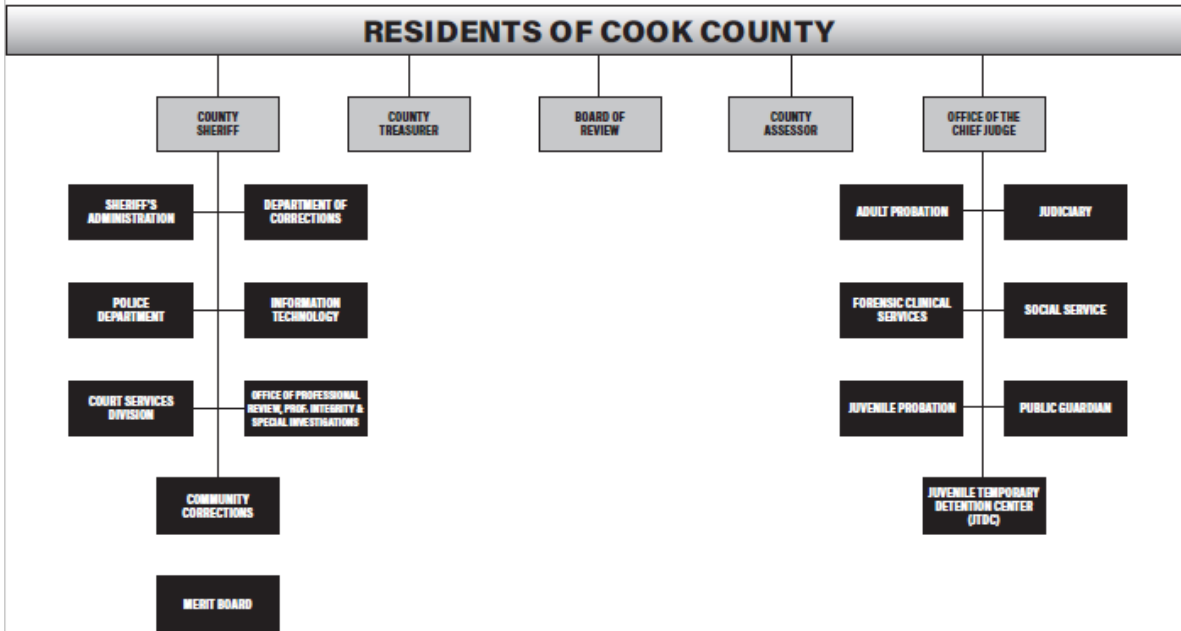 RESIDENTS OF COOK COUNTY
COUNTY
SHERIFF
COUNTY
TREASURER
BOARD OF
REVIEW
COUNTY
ASSESSOR
OFFICE OF THE
CHIEF JUDGE
SHERIFF'S
ADMINISTRATION
DEPARTMENT OF
CORRECTIONS
ADULT PROBATION
JUDICIARY
POLICE
DEPARTMENT
INFORMATION
TECHNOLOGY
FORENSIC CLINICAL
SERVICES
SOCIAL SERVICE
COURT SERVICES
DIVISION
OFFICE OF PROFESSIONAL
REVIEW, PROF. INTEGRITY &
SPECIAL INVESTIGATIONS
JUVENILE PROBATION
PUBLIC GUARDIAN
COMMUNITY
CORRECTIONS
JUVENILE TEMPORARY
DETENTION CENTER
(JTDC)
MERIT BOARD